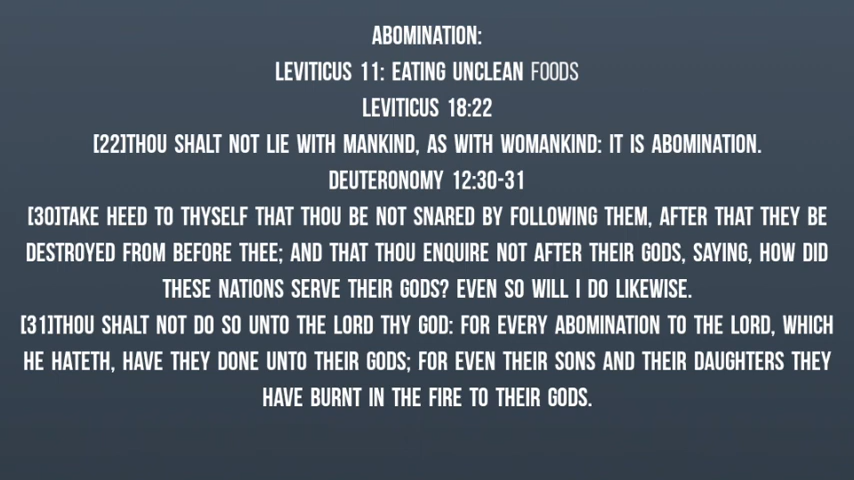 ABOMINATION:
LEVITICUS 11: EATING UNCLEAN FOODS
LEVITICUS 18:22
[22]THOU SHALT NOT LIE WITH MANKIND, AS WITH WOMANKIND: IT IS ABOMINATION.
DEUTERONOMY 12:30-31
[30]TAKE HEED TO THYSELF THAT THOU BE NOT SNARED BY FOLLOWING THEM, AFTER THAT THEY BE
DESTROYED FROM BEFORE THEE; AND THAT THOU ENQUIRE NOT AFTER THEIR GODS, SAYING, HOW DID
THESE NATIONS SERVE THEIR GODS? EVEN SO WILL I DO LIKEWISE.
[31]THOU SHALT NOT DO SO UNTO THE LORD THY GOD: FOR EVERY ABOMINATION TO THE LORD, WHICH
HE HATETH, HAVE THEY DONE UNTO THEIR GODS; FOR EVEN THEIR SONS AND THEIR DAUGHTERS THEY
HAVE BURNT IN THE FIRE TO THEIR GODS.